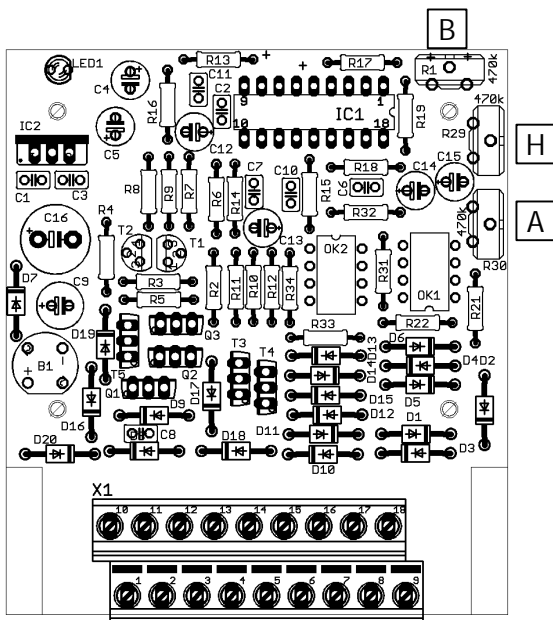 B
LED1
R13
+
+
R17
R1
470k
C11
C4
C2
R16
9
1
IC1
10
18
R19
470k
R29
H
IC2
C5
C12
C1
C3
R8
R9
R7
R6
R14
C7
C10
R15
R18
C6
C14
C15
R32
470k
A
R30
C16
R4
T2
T1
C13
OK2
R31
OK1
D7
C9
R3
R5
R2
R11
R10
R12
R34
R21
R33
R22
D19
Q3
B1
+
-
T5
Q2
T3
T4
D13
D14
D6
D4
D2
D5
Q1
D17
D15
D16
D9
D12
D1
C8
D11
D3
D20
D8
D18
D10
X1
10 11 12 13 14 15 16 17 18
1 2 3 4 5 6 7 8 9